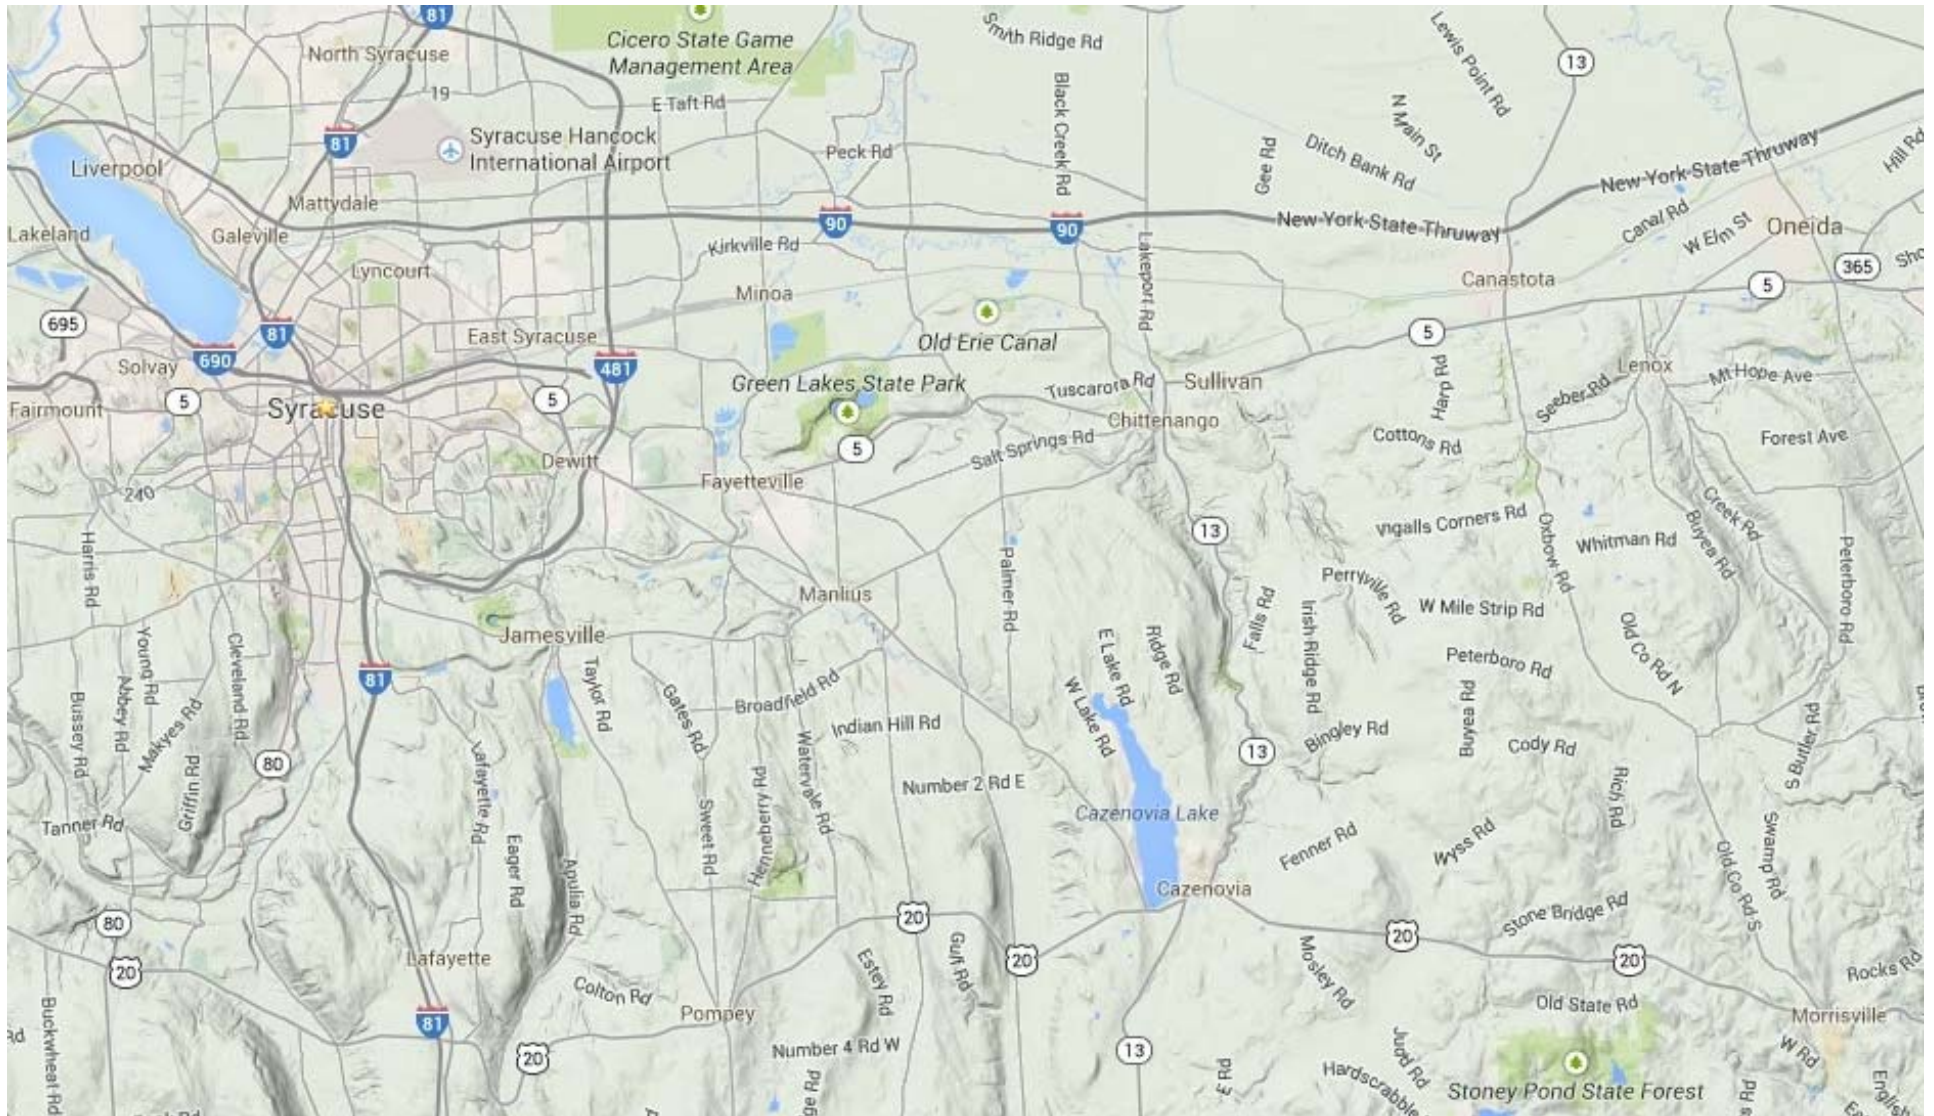 81
North Syracuse
Cicero State Game
Management Area
Smith Ridge Rd
Lewis Point Rd
13
19
E Taft Rd
Black Creek Rd
N Main St
81
Syracuse Hancock
International Airport
Peck Rd
Gee Rd
Ditch Bank Rd
New York State Thruway
Hill Rd
Liverpool
Mattydale
Lakeland
Galeville
90
90
New York State Thruway
Canal Rd
W Elm St
Oneida
Kirkville Rd
Lakeport Rd
Lyncourt
365
Sho
Minoa
Canastota
5
695
81
East Syracuse
Old Erie Canal
5
690
Solvay
481
Green Lakes State Park
Tuscarora Rd
Sullivan
Hard Rd
Lenox
Mt Hope Ave
Seeber Rd
5
5
Fairmount
Syracuse
Chittenango
Cottons Rd
Forest Ave
5
Salt Springs Rd
Dewitt
Fayetteville
240
13
Ingalls Corners Rd
Whitman Rd
Creek Rd
Buyea Rd
Oxbow Rd
Peterboro Rd
Harris Rd
Palmer Rd
Manlius
Perryville Rd
W Mile Strip Rd
Falls Rd
Irish Ridge Rd
Jamesville
Young Rd
Cleveland Rd
E Lake Rd
Ridge Rd
Old Co Rd N
Peterboro Rd
81
Taylor Rd
Gates Rd
Broadfield Rd
W Lake Rd
Buyea Rd
Abbey Rd
Bussey Rd
Makyes Rd
Indian Hill Rd
Bingley Rd
Cody Rd
S Butler Rd
80
13
Griffin Rd
Lafayette Rd
Watervale Rd
Henneberry Rd
Number 2 Rd E
Rich Rd
Tanner Rd
Sweet Rd
Cazenovia Lake
Fenner Rd
Wyss Rd
Swamp Rd
Eager Rd
Apulia Rd
Cazenovia
Old Co Rd S
80
20
Stone Bridge Rd
20
20
20
20
Lafayette
Gulf Rd
Estey Rd
Mosley Rd
Rocks Rd
Colton Rd
Old State Rd
Buckwheat Rd
Pompey
Morrisville
81
Rd
20
Number 4 Rd W
13
Judd Rd
W Rd
E Rd
Hardscrabble
Stoney Pond State Forest
English